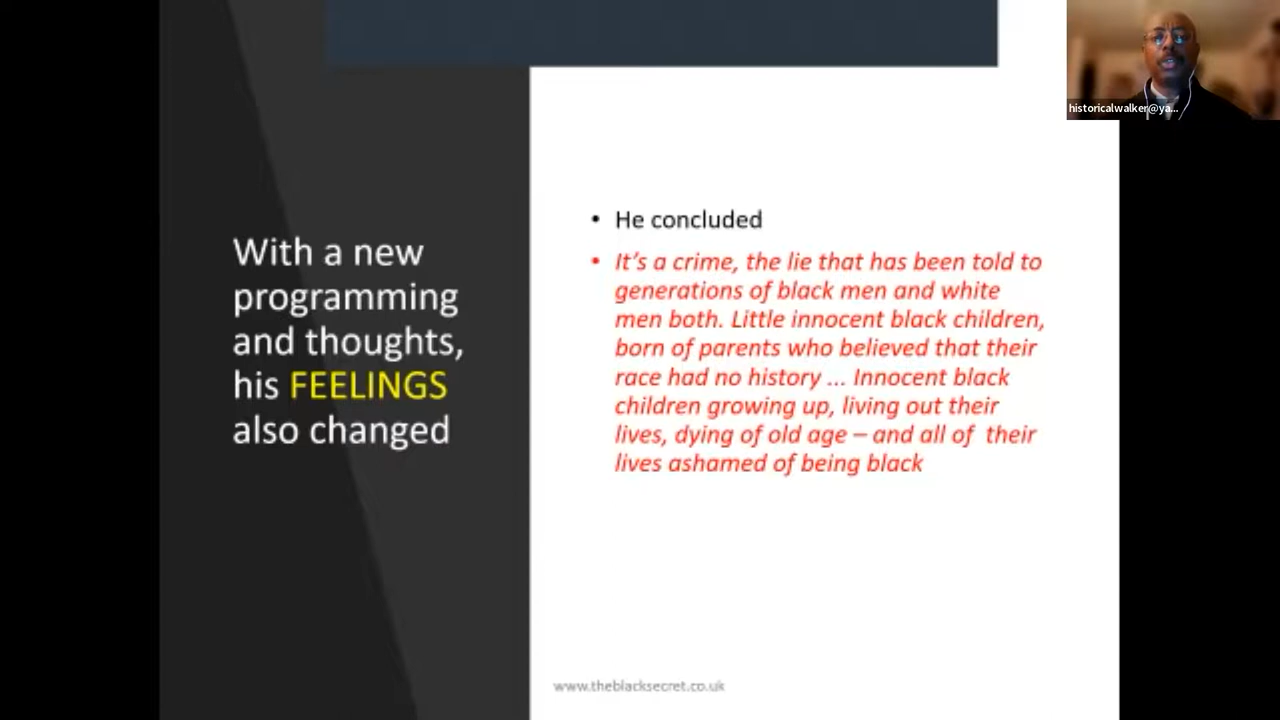 historicalwalker@ya...
With a new
programming
and thoughts,
his FEELINGS
also changed
• He concluded
• It's a crime, the lie that has been told to
generations of black men and white
men both. Little innocent black children,
born of parents who believed that their
race had no history ... Innocent black
children growing up, living out their
lives, dying of old age – and all of their
lives ashamed of being black
www.theblacksecret.co.uk